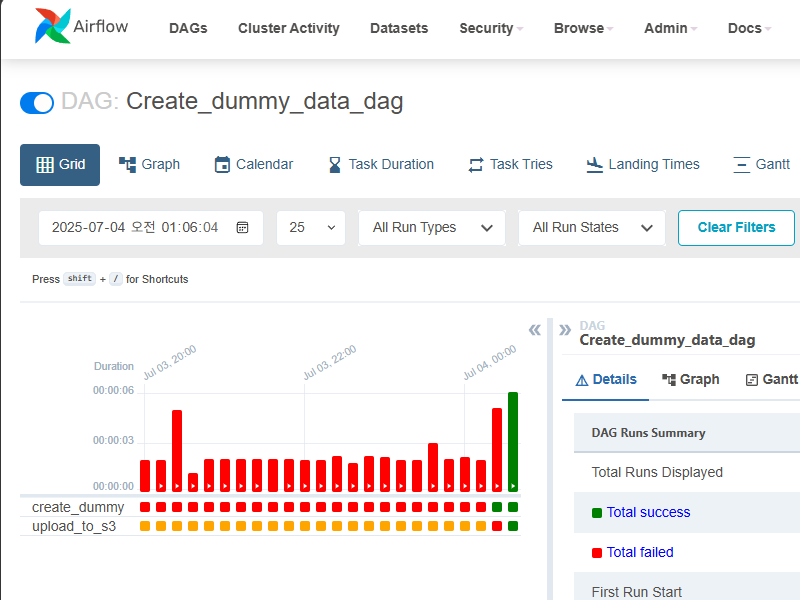 Airflow DAGs Cluster Activity Datasets Security Browse Admin Docs
DAG: Create_dummy_data_dag
Grid Graph Calendar Task Duration Task Tries Landing Times Gantt
2025-07-04 오전 01:06:04 25 All Run Types All Run States Clear Filters
Press shift + / for Shortcuts
DAG
Create_dummy_data_dag
Details Graph Gantt
Jul 03, 20:00 Jul 03, 22:00 Jul 04, 00:00
Duration
00:00:06
00:00:03
00:00:00
create_dummy
upload_to_s3
DAG Runs Summary
Total Runs Displayed
Total success
Total failed
First Run Start